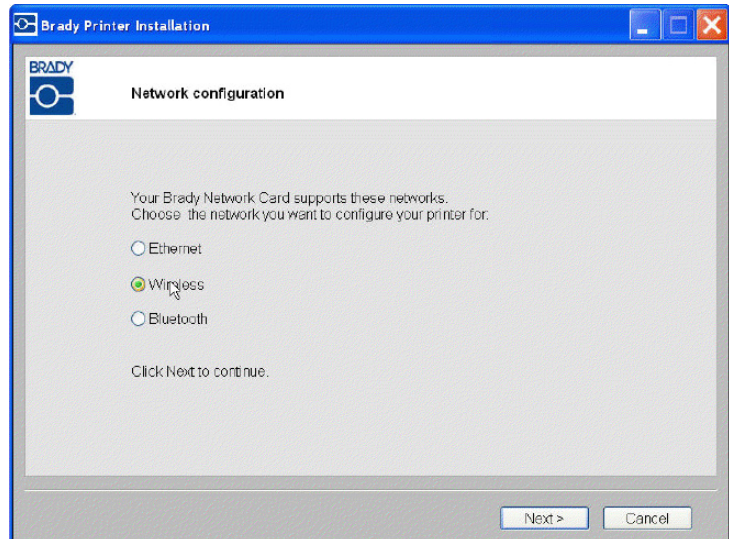 Brady Printer Installation
BRADY
Network configuration
Your Brady Network Card supports these networks.
Choose the network you want to configure your printer for:
Ethernet
Wireless
Bluetooth
Click Next to continue.
Next >
Cancel